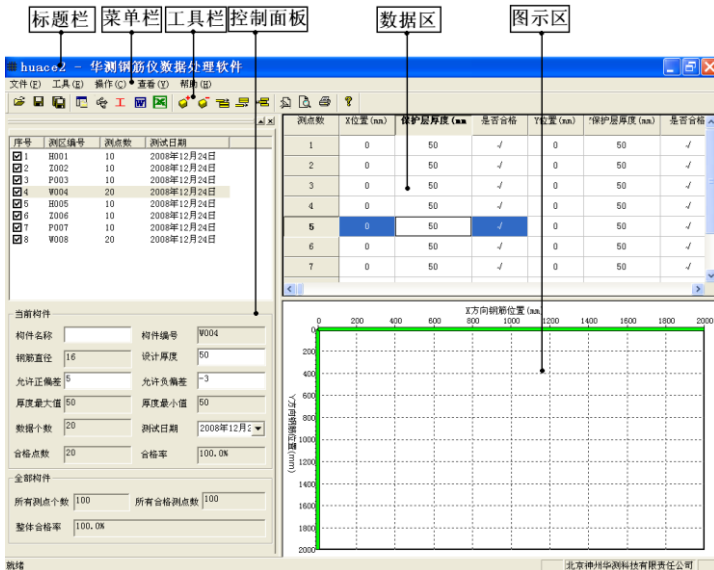 标题栏 菜单栏 工具栏 控制面板 数据区 图示区
huace2 - 华测钢筋仪数据处理软件
文件(F) 工具(E) 操作(C) 查看(V) 帮助(H)
序号 测区编号 测点数 测试日期
1 H001 10 2008年12月24日
2 Z002 10 2008年12月24日
3 P003 10 2008年12月24日
4 W004 20 2008年12月24日
5 H005 10 2008年12月24日
6 Z006 10 2008年12月24日
7 P007 10 2008年12月24日
8 W008 20 2008年12月24日
测点数 X位置(mm) 保护层厚度(mm 是否合格 Y位置(mm) "保护层厚度(mm) 是否合格
1 0 50 √ 0 50 √
2 0 50 √ 0 50 √
3 0 50 √ 0 50 √
4 0 50 √ 0 50 √
5 0 50 √ 0 50 √
6 0 50 √ 0 50 √
7 0 50 √ 0 50 √
当前构件
构件名称 构件编号 W004
钢筋直径 16 设计厚度 50
允许正偏差 5 允许负偏差 -3
厚度最大值 50 厚度最小值 50
数据个数 20 测试日期 2008年12月2
合格点数 20 合格率 100.0%
全部构件
所有测点个数 100 所有合格测点数 100
整体合格率 100.0%
X方向钢筋位置(mm)
0 200 400 600 800 1000 1200 1400 1600 1800 2000
Y方向钢筋位置(mm)
200
400
600
800
1000
1200
1400
1600
1800
2000
就绪 北京神州华测科技有限责任公司